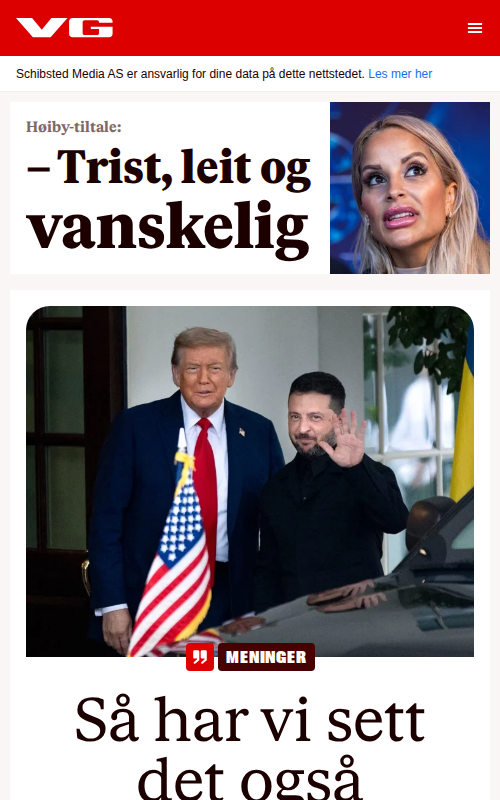 VG
Schibsted Media AS er ansvarlig for dine data på dette nettstedet. Les mer her
Høiby-tiltale:
– Trist, leit og
vanskelig
MENINGER
Så har vi sett
det også